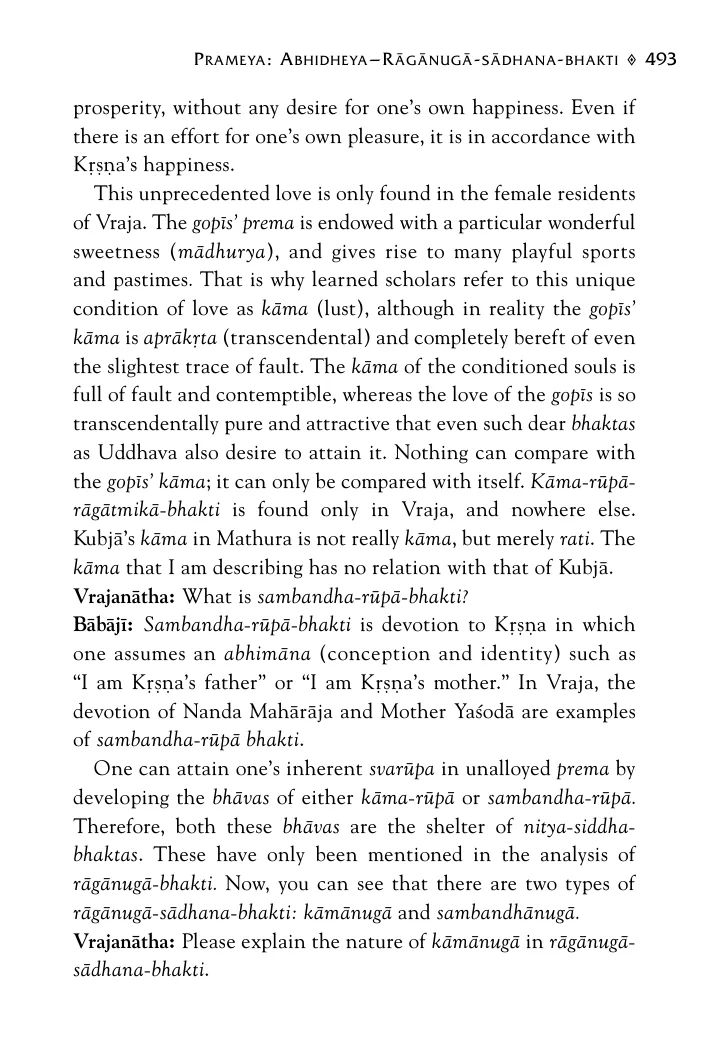 PRAMEYA: ABHIDHEYA–RĀGĀNUGĀ-SĀDHANA-BHAKTI ◊ 493
prosperity, without any desire for one’s own happiness. Even if
there is an effort for one’s own pleasure, it is in accordance with
Kṛṣṇa’s happiness.
This unprecedented love is only found in the female residents
of Vraja. The gopīs’ prema is endowed with a particular wonderful
sweetness (mādhurya), and gives rise to many playful sports
and pastimes. That is why learned scholars refer to this unique
condition of love as kāma (lust), although in reality the gopīs’
kāma is aprākṛta (transcendental) and completely bereft of even
the slightest trace of fault. The kāma of the conditioned souls is
full of fault and contemptible, whereas the love of the gopīs is so
transcendentally pure and attractive that even such dear bhaktas
as Uddhava also desire to attain it. Nothing can compare with
the gopīs’ kāma; it can only be compared with itself. Kāma-rūpā-
rāgātmikā-bhakti is found only in Vraja, and nowhere else.
Kubjā’s kāma in Mathura is not really kāma, but merely rati. The
kāma that I am describing has no relation with that of Kubjā.
Vrajanātha: What is sambandha-rūpā-bhakti?
Bābājī: Sambandha-rūpā-bhakti is devotion to Kṛṣṇa in which
one assumes an abhimāna (conception and identity) such as
“I am Kṛṣṇa’s father” or “I am Kṛṣṇa’s mother.” In Vraja, the
devotion of Nanda Mahārāja and Mother Yaśodā are examples
of sambandha-rūpā bhakti.
One can attain one’s inherent svarūpa in unalloyed prema by
developing the bhāvas of either kāma-rūpā or sambandha-rūpā.
Therefore, both these bhāvas are the shelter of nitya-siddha-
bhaktas. These have only been mentioned in the analysis of
rāgānugā-bhakti. Now, you can see that there are two types of
rāgānugā-sādhana-bhakti: kāmānugā and sambandhānugā.
Vrajanātha: Please explain the nature of kāmānugā in rāgānugā-
sādhana-bhakti.